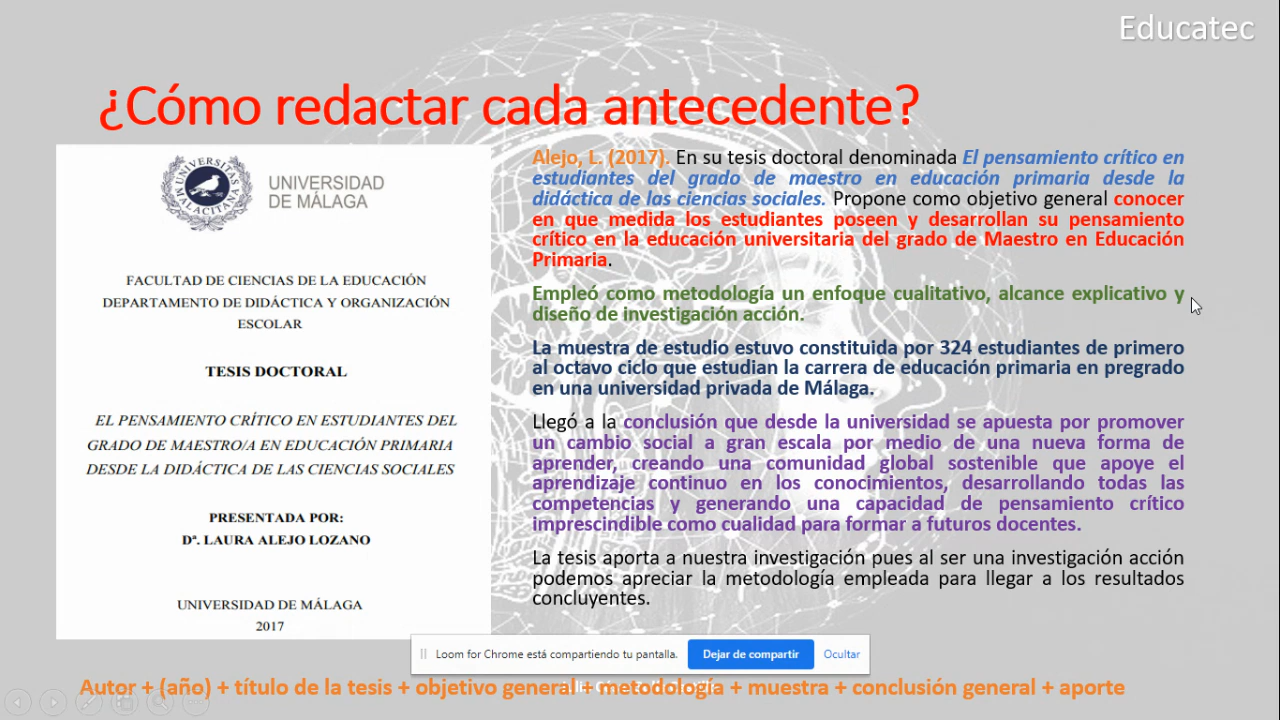 Educatec
¿Cómo redactar cada antecedente?
UNIVERSIDAD
DE MÁLAGA
FACULTAD DE CIENCIAS DE LA EDUCACIÓN
DEPARTAMENTO DE DIDÁCTICA Y ORGANIZACIÓN
ESCOLAR
TESIS DOCTORAL
EL PENSAMIENTO CRÍTICO EN ESTUDIANTES DEL
GRADO DE MAESTRO/A EN EDUCACIÓN PRIMARIA
DESDE LA DIDÁCTICA DE LAS CIENCIAS SOCIALES
PRESENTADA POR:
Dª. LAURA ALEJO LOZANO
UNIVERSIDAD DE MÁLAGA
2017
Alejo, L. (2017). En su tesis doctoral denominada El pensamiento crítico en
estudiantes del grado de maestro en educación primaria desde la
didáctica de las ciencias sociales. Propone como objetivo general conocer
en que medida los estudiantes poseen y desarrollan su pensamiento
crítico en la educación universitaria del grado de Maestro en Educación
Primaria.
Empleó como metodología un enfoque cualitativo, alcance explicativo y
diseño de investigación acción.
La muestra de estudio estuvo constituida por 324 estudiantes de primero
al octavo ciclo que estudian la carrera de educación primaria en pregrado
en una universidad privada de Málaga.
Llegó a la conclusión que desde la universidad se apuesta por promover
un cambio social a gran escala por medio de una nueva forma de
aprender, creando una comunidad global sostenible que apoye el
aprendizaje continuo en los conocimientos, desarrollando todas las
competencias y generando una capacidad de pensamiento crítico
imprescindible como cualidad para formar a futuros docentes.
La tesis aporta a nuestra investigación pues al ser una investigación acción
podemos apreciar la metodología empleada para llegar a los resultados
concluyentes.
Loom for Chrome está compartiendo tu pantalla.
Dejar de compartir
Ocultar
Autor + (año) + título de la tesis + objetivo general + metodología + muestra + conclusión general + aporte